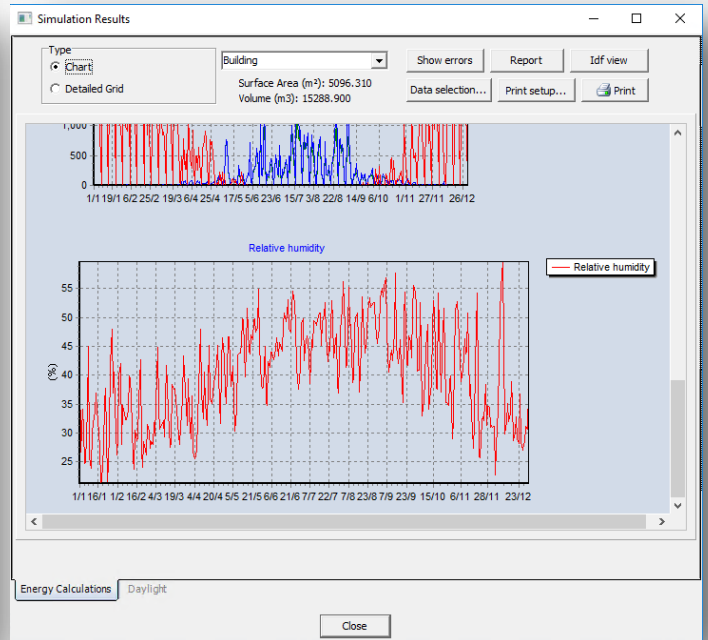 Simulation Results
Type
Chart
Detailed Grid
Building
Surface Area (m²): 5096.310
Volume (m3): 15288.900
Show errors
Report
Idf view
Data selection...
Print setup...
Print
1,000
500
0
1/1 19/1 6/2 25/2 19/3 6/4 25/4 17/5 5/6 23/6 15/7 3/8 22/8 14/9 6/10 1/11 27/11 26/12
Relative humidity
Relative humidity
(%)
55
50
45
40
35
30
25
1/1 16/1 1/2 16/2 4/3 19/3 4/4 20/4 5/5 21/5 6/6 21/6 7/7 22/7 7/8 23/8 7/9 23/9 15/10 6/11 28/11 23/12
Energy Calculations
Daylight
Close